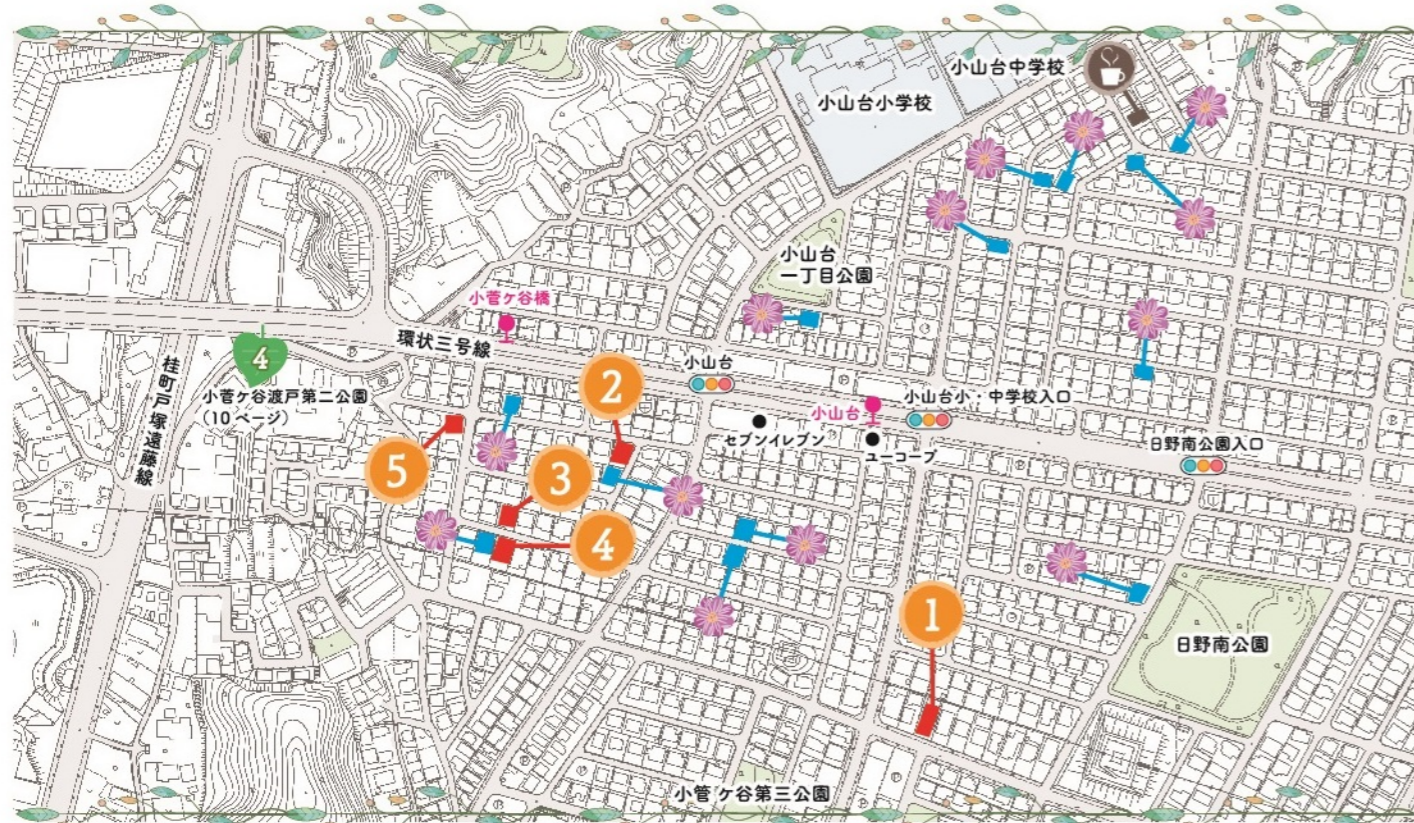 小山台中学校
小山台小学校
小山台
一丁目公園
小菅ケ谷橋
環状三号線
4
小菅ケ谷渡戸第二公園
（10ページ）
桂町戸塚遠藤線
小山台
2
小山台
小山台小・中学校入口
セブンイレブン
ユーコープ
日野南公園入口
5
3
4
1
日野南公園
小管ケ谷第三公園